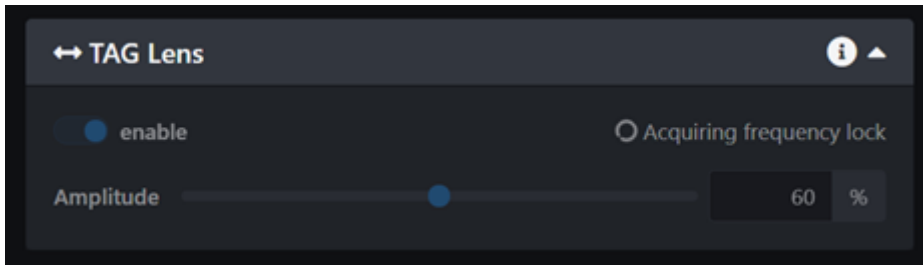 TAG Lens
enable
Acquiring frequency lock
Amplitude
60 %